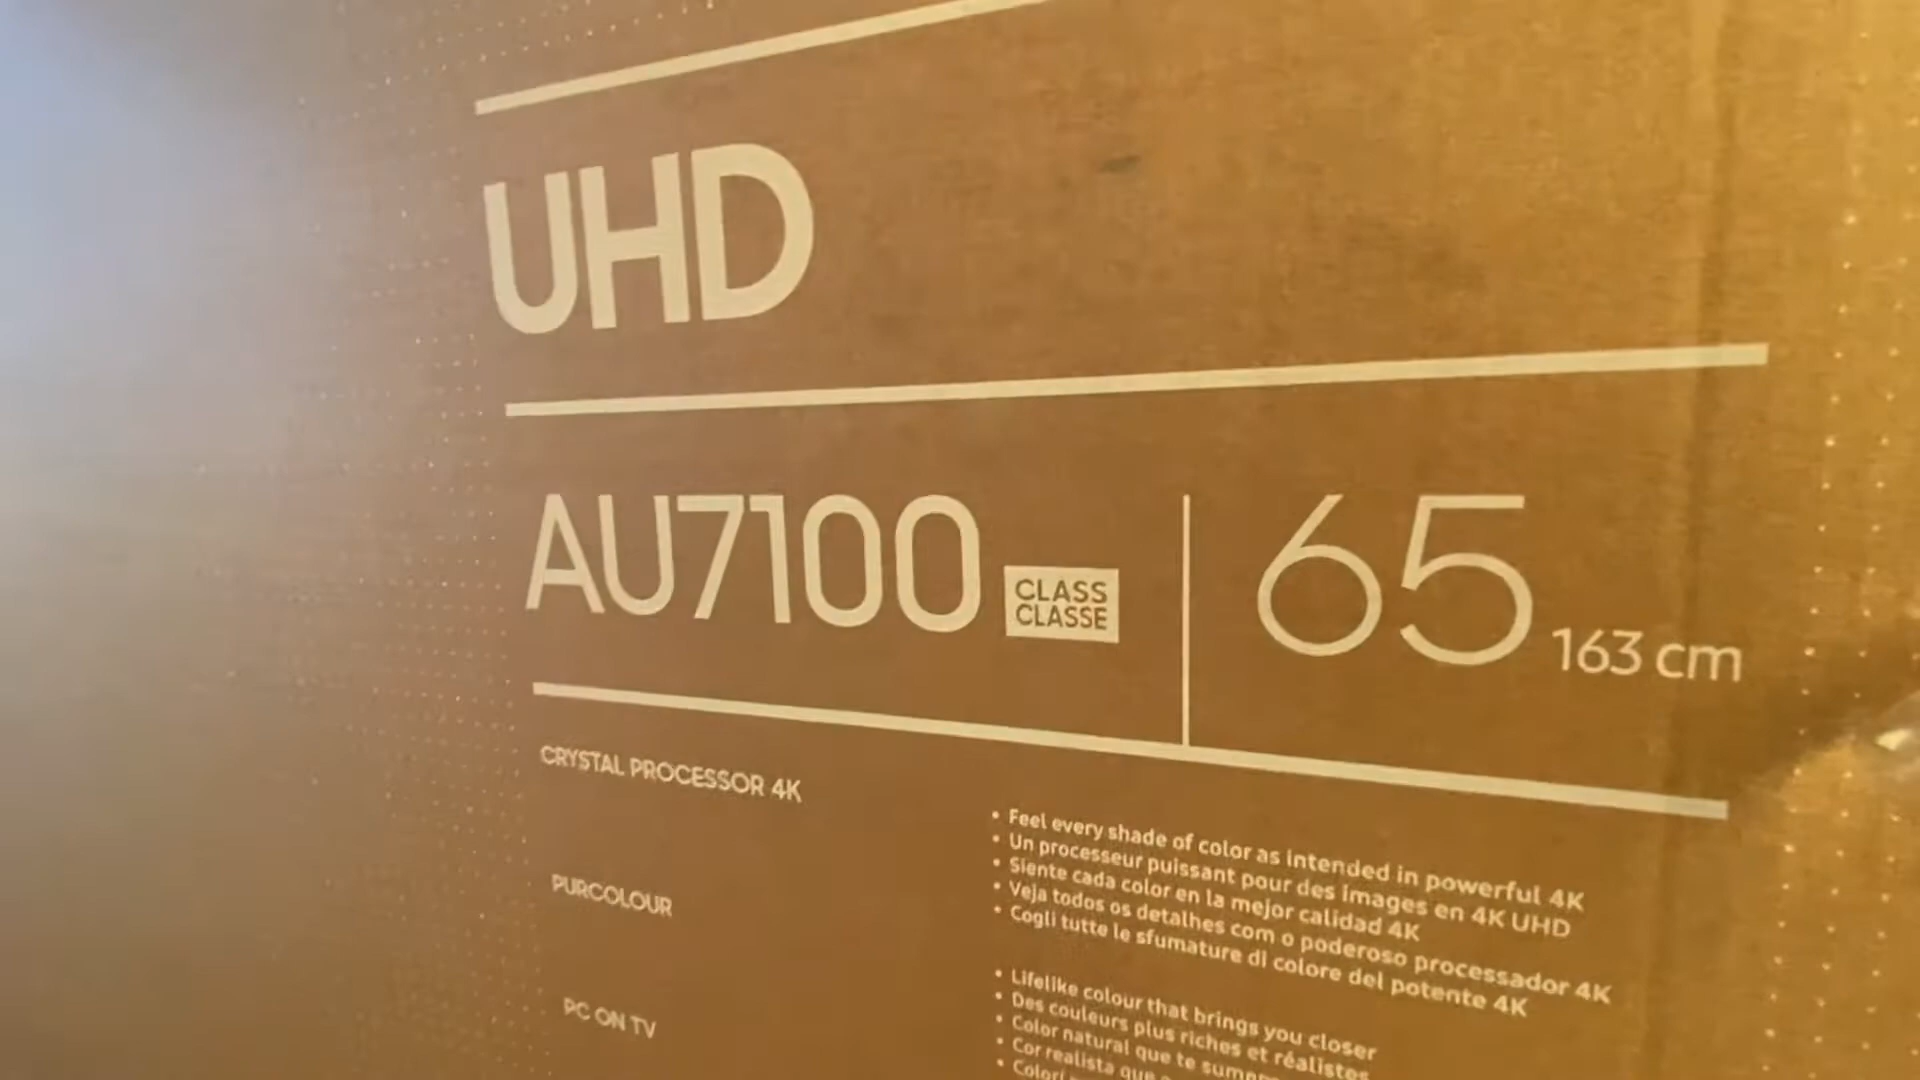 UHD
AU7100
CLASS
CLASSE
65
163 cm
CRYSTAL PROCESSOR 4K
• Feel every shade of color as intended in powerful 4K
• Un processeur puissant pour des images en 4K UHD
• Siente cada color en la mejor calidad 4K
• Veja todos os detalhes com o poderoso processador 4K
• Cogli tutte le sfumature di colore del potente 4K
PURCOLOUR
• Lifelike colour that brings you closer
• Des couleurs plus riches et réalistes
• Color natural que te
• Cor realista que
PC ON TV